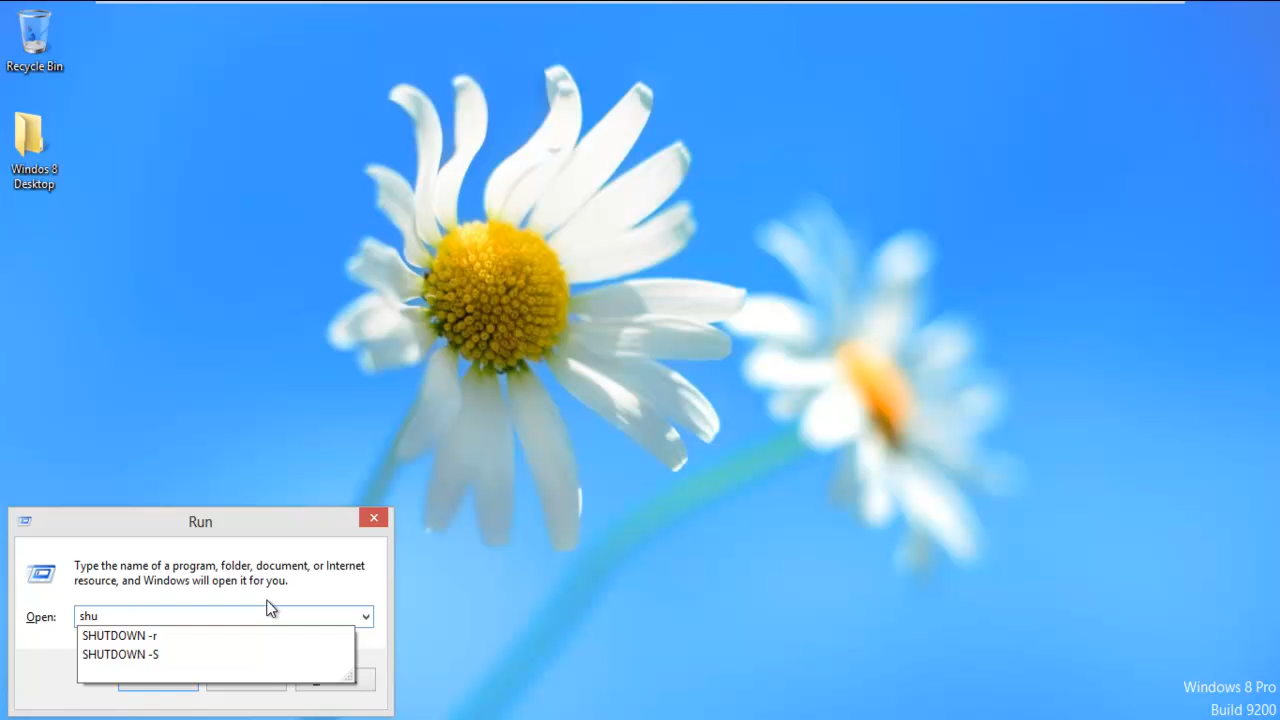 Recycle Bin
Windos 8
Desktop
Run
Type the name of a program, folder, document, or Internet
resource, and Windows will open it for you.
Open:
shu
SHUTDOWN -r
SHUTDOWN -S
Windows 8 Pro
Build 9200